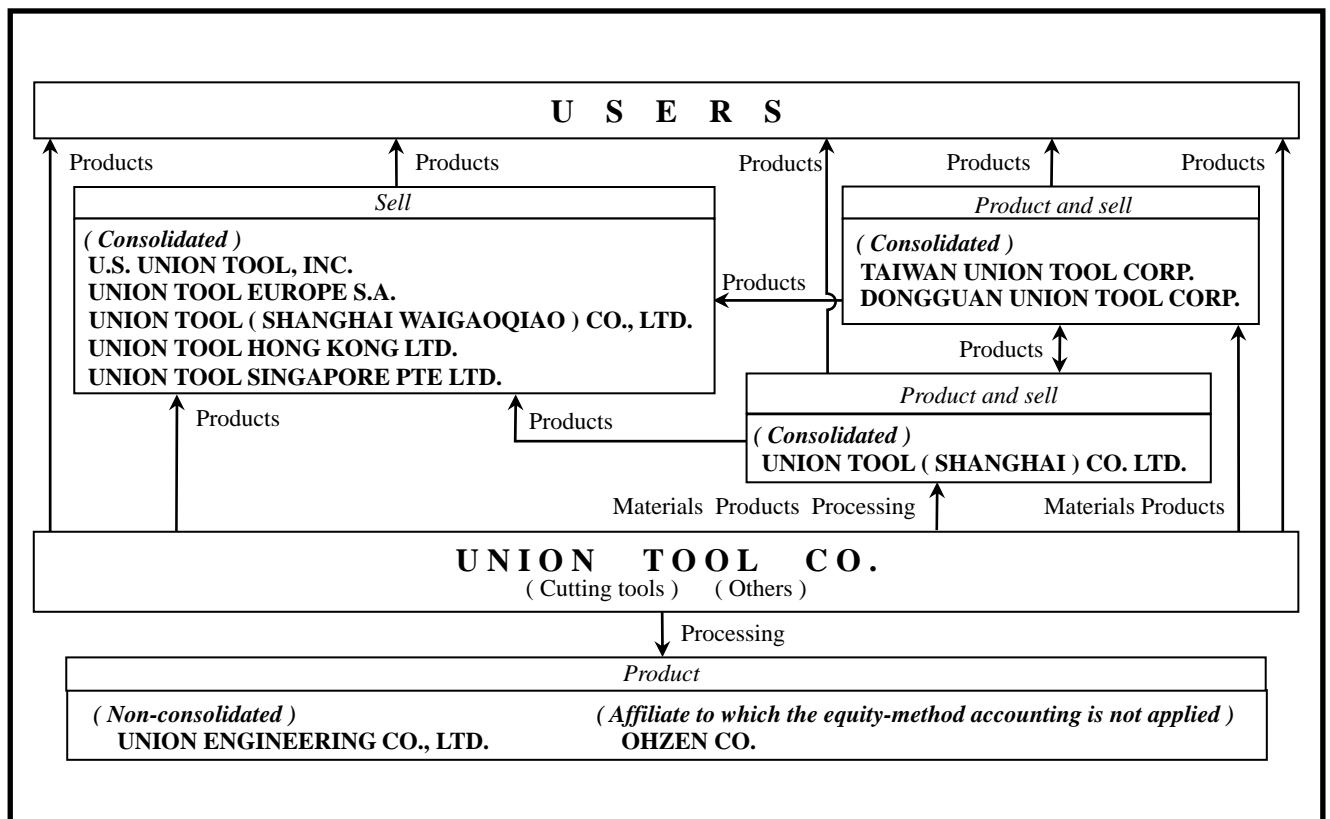 U S E R S
Products
Products
Products
Products
Products
Sell
( Consolidated )
U.S. UNION TOOL, INC.
UNION TOOL EUROPE S.A.
UNION TOOL ( SHANGHAI WAIGAOQIAO ) CO., LTD.
UNION TOOL HONG KONG LTD.
UNION TOOL SINGAPORE PTE LTD.
Product and sell
( Consolidated )
TAIWAN UNION TOOL CORP.
DONGGUAN UNION TOOL CORP.
Products
Products
Product and sell
( Consolidated )
UNION TOOL ( SHANGHAI ) CO. LTD.
Products
Products
Materials Products Processing
Materials Products
UNION TOOL CO.
( Cutting tools ) ( Others )
Processing
Product
( Non-consolidated )
UNION ENGINEERING CO., LTD.
( Affiliate to which the equity-method accounting is not applied )
OHZEN CO.